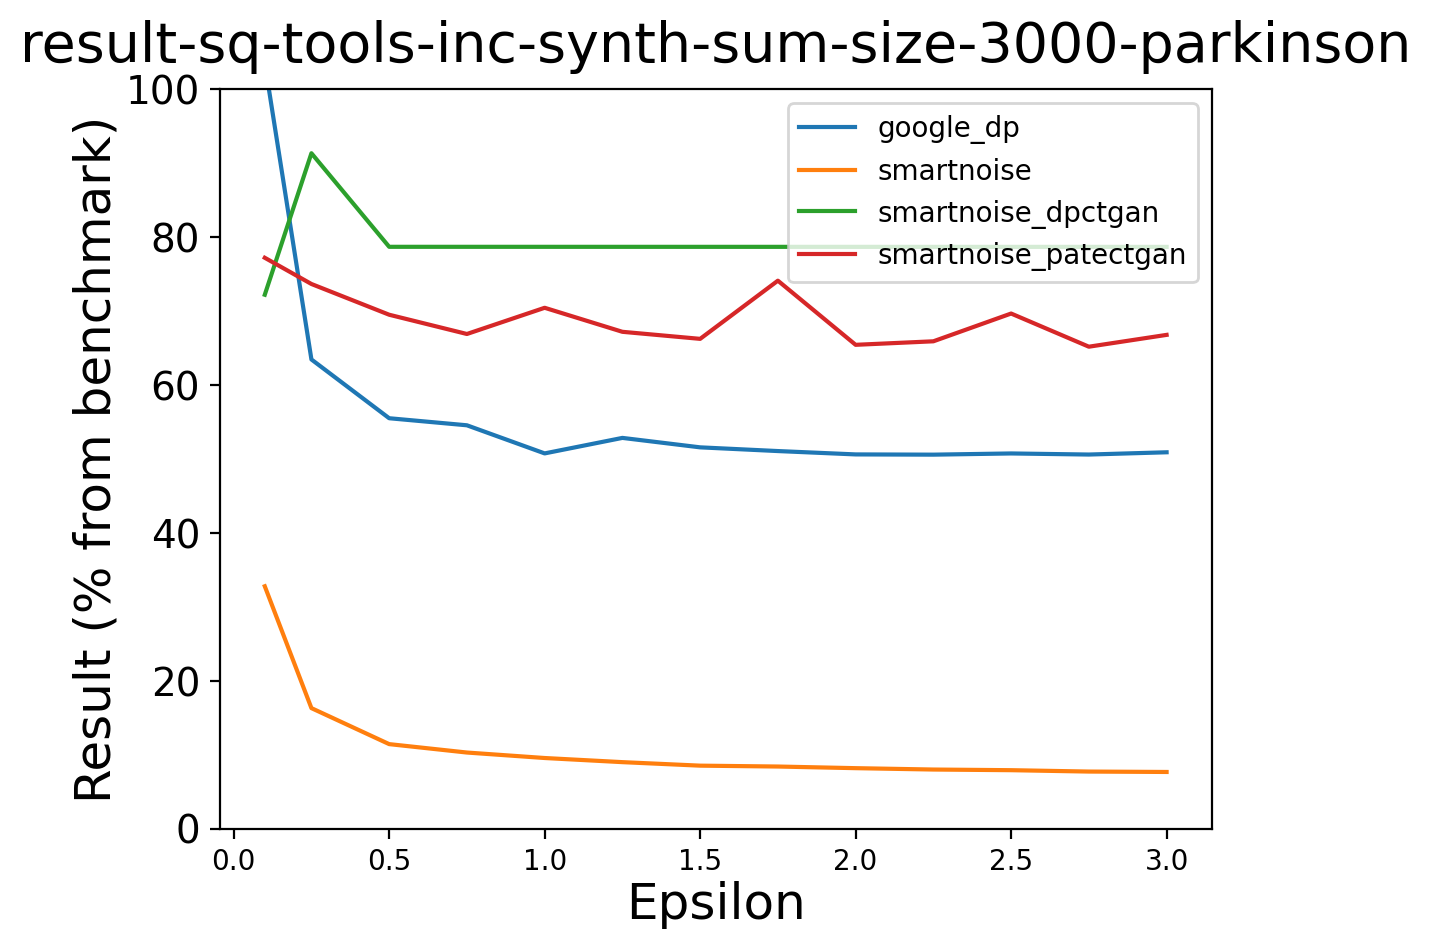 result-sq-tools-inc-synth-sum-size-3000-parkinson
Result (% from benchmark)
100
80
60
40
20
0
google_dp
smartnoise
smartnoise_dpctgan
smartnoise_patectgan
0.0 0.5 1.0 1.5 2.0 2.5 3.0
Epsilon